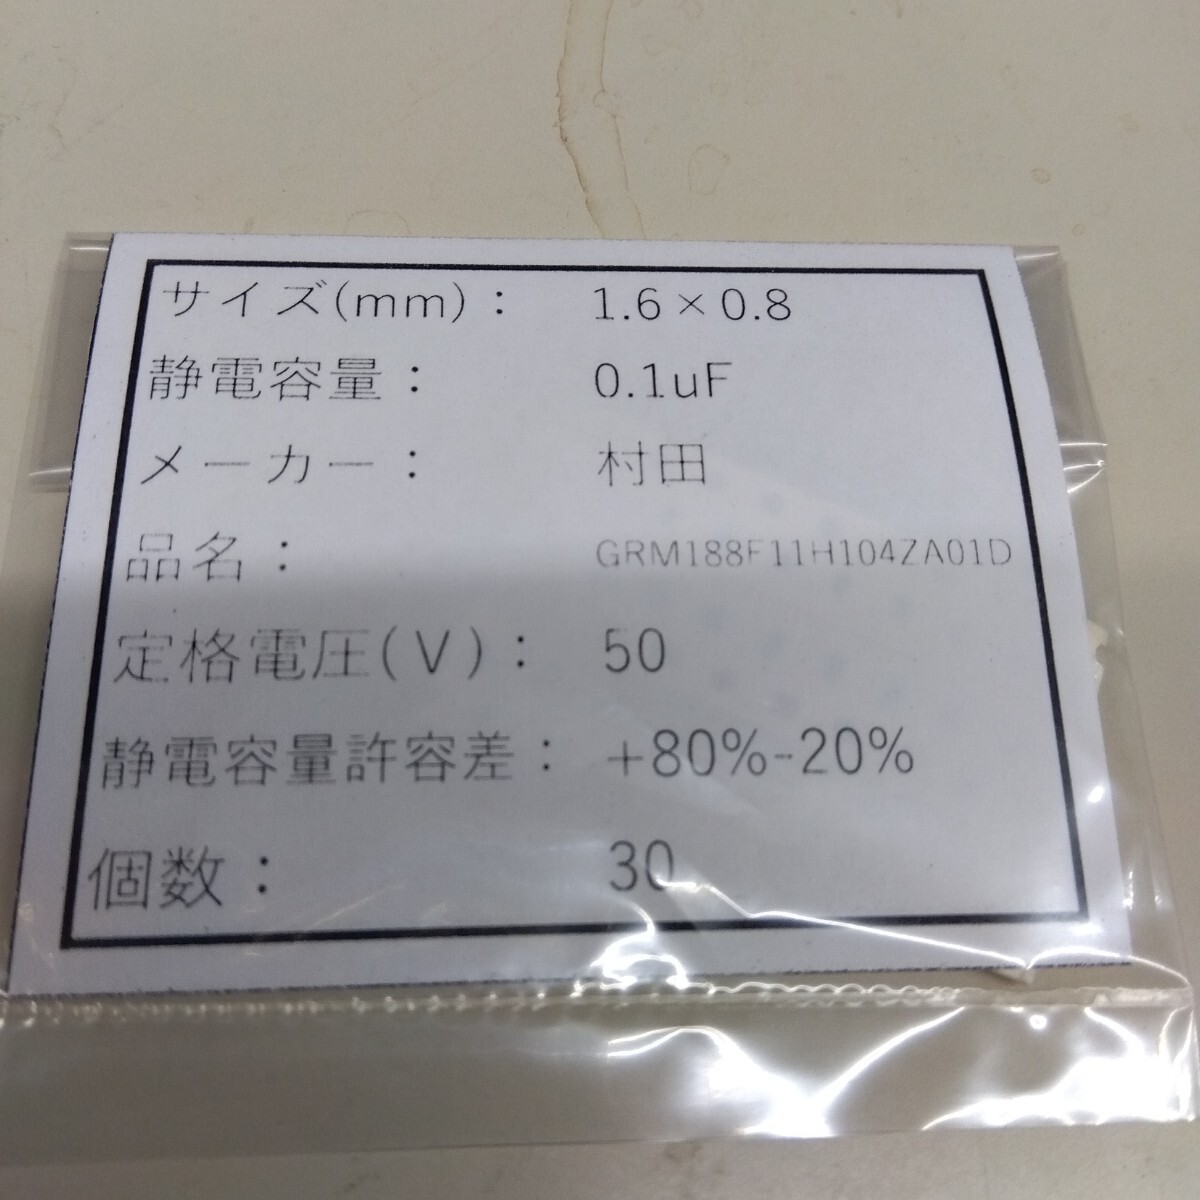 サイズ(mm)： 1.6×0.8
静電容量： 0.1uF
メーカー： 村田
品名： GRM188F11H104ZA01D
定格電圧(V)： 50
静電容量許容差： +80%-20%
個数： 30